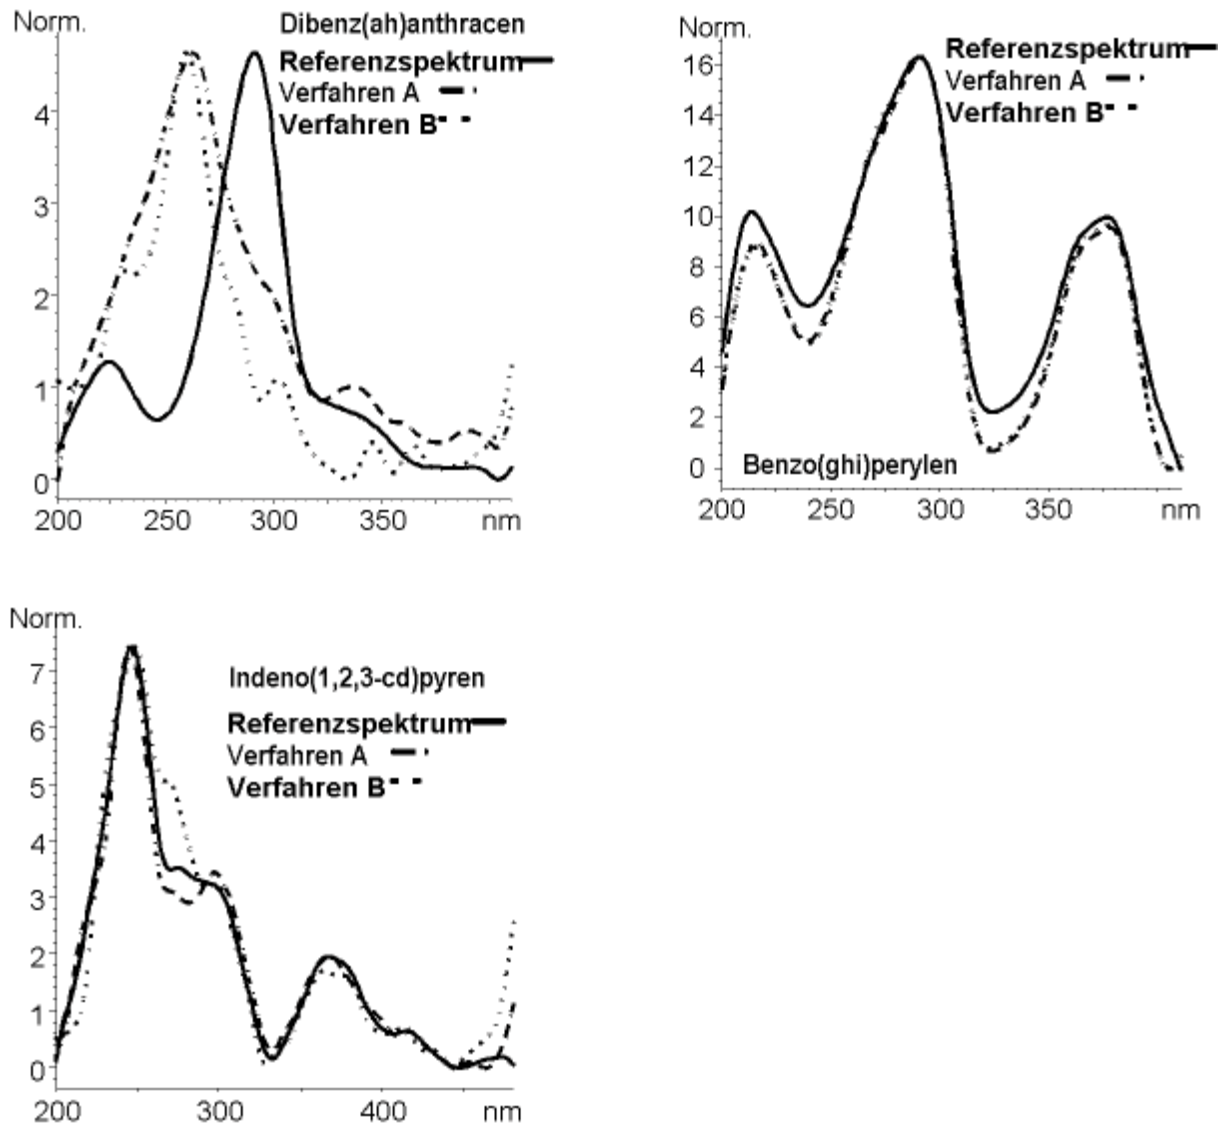 Norm.
Dibenz(ah)anthracen
Referenzspektrum
Verfahren A
Verfahren B
4
3
2
1
0
200 250 300 350 nm
Norm.
Referenzspektrum
Verfahren A
Verfahren B
16
14
12
10
8
6
4
2
0
Benzo(ghi)perylen
200 250 300 350 nm
Norm.
Indeno(1,2,3-cd)pyren
Referenzspektrum
Verfahren A
Verfahren B
7
6
5
4
3
2
1
0
200 300 400 nm